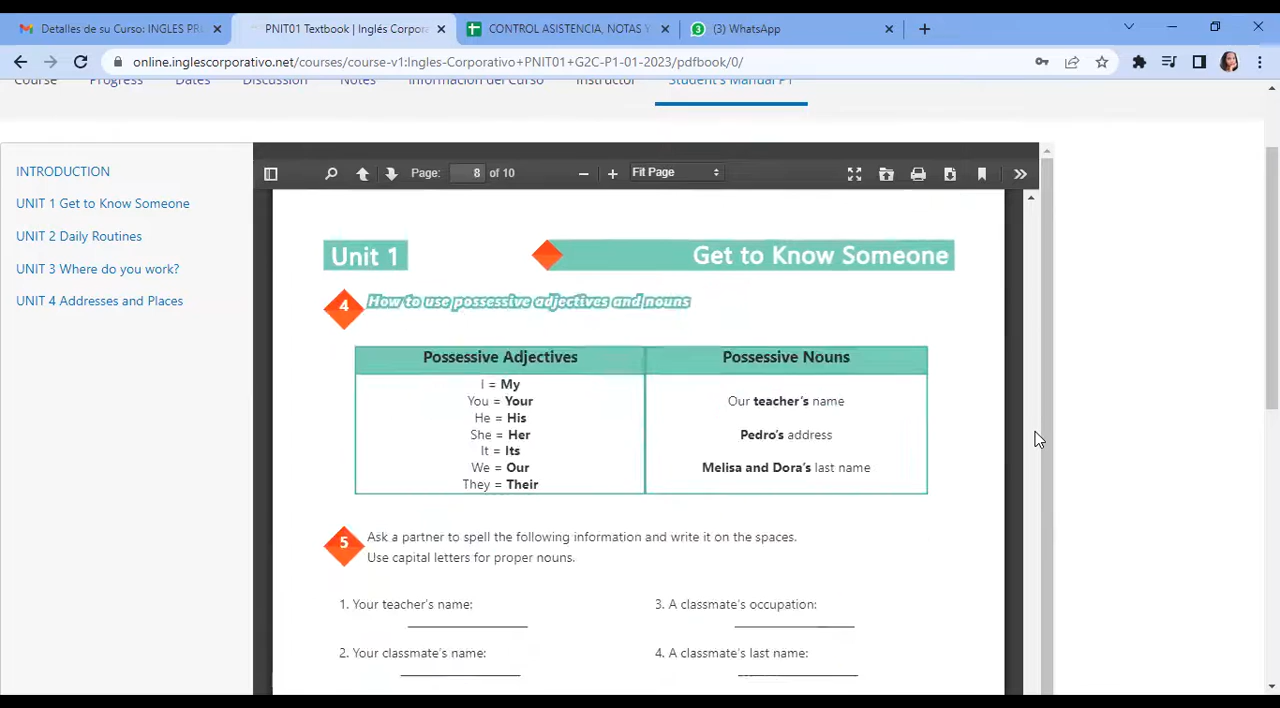 Detalles de su Curso: INGLES PR
PNIT01 Textbook | Inglés Corpora
CONTROL ASISTENCIA, NOTAS Y
3
(3) WhatsApp
online.inglescorporativo.net/courses/course-v1:Ingles-Corporativo+PNIT01+G2C-P1-01-2023/pdfbook/0/
Course Progress Dates Discussion Notes Información del Curso Instructor Student's Manual P1
INTRODUCTION
UNIT 1 Get to Know Someone
UNIT 2 Daily Routines
UNIT 3 Where do you work?
UNIT 4 Addresses and Places
Page: 8 of 10
Fit Page
Unit 1
Get to Know Someone
4 How to use possessive adjectives and nouns
Possessive Adjectives
I = My
You = Your
He = His
She = Her
It = Its
We = Our
They = Their
Possessive Nouns
Our teacher's name
Pedro's address
Melisa and Dora's last name
5 Ask a partner to spell the following information and write it on the spaces.
Use capital letters for proper nouns.
1. Your teacher's name:
2. Your classmate's name:
3. A classmate's occupation:
4. A classmate's last name: